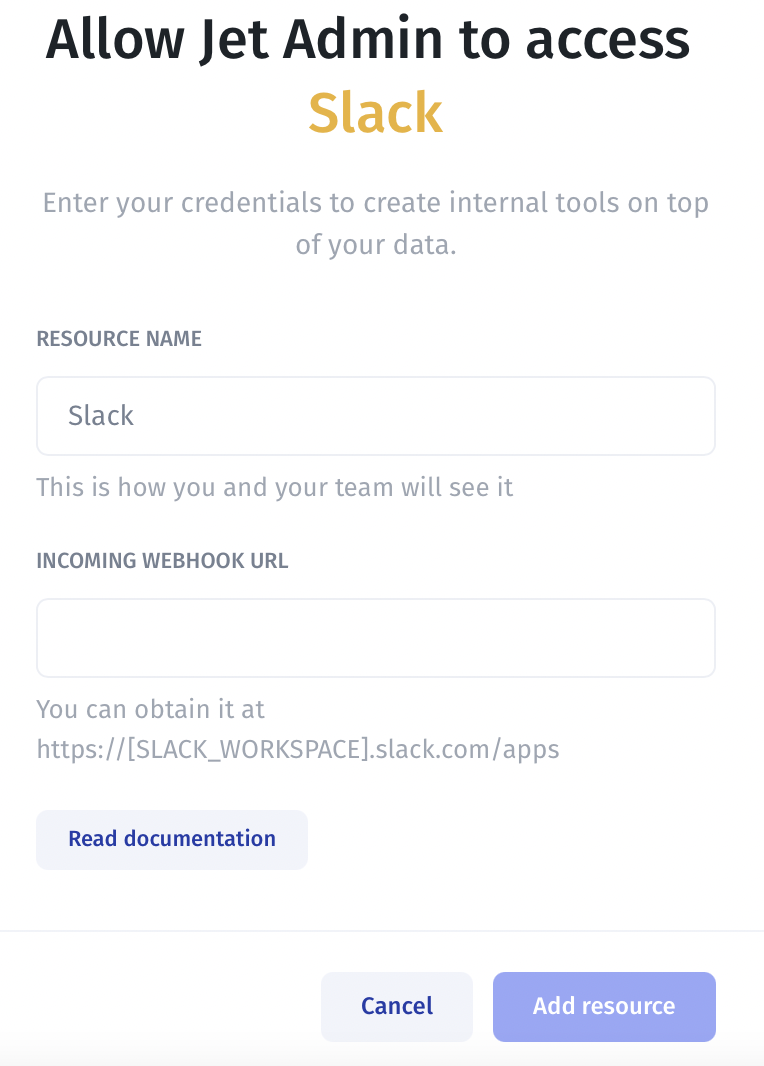 Allow Jet Admin to access
Slack
Enter your credentials to create internal tools on top
of your data.
RESOURCE NAME
Slack
This is how you and your team will see it
INCOMING WEBHOOK URL
You can obtain it at
https://[SLACK_WORKSPACE].slack.com/apps
Read documentation
Cancel
Add resource